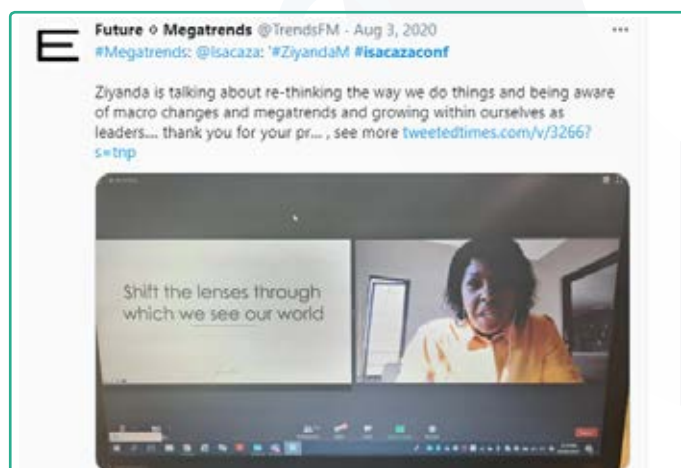 Future ◊ Megatrends @TrendsFM · Aug 3, 2020
#Megatrends: @Isacaza: '#ZiyandaM #isacazaconf
Ziyanda is talking about re-thinking the way we do things and being aware
of macro changes and megatrends and growing within ourselves as
leaders... thank you for your pr... , see more tweetedtimes.com/v/3266?
s=tnp
Shift the lenses through
which we see our world